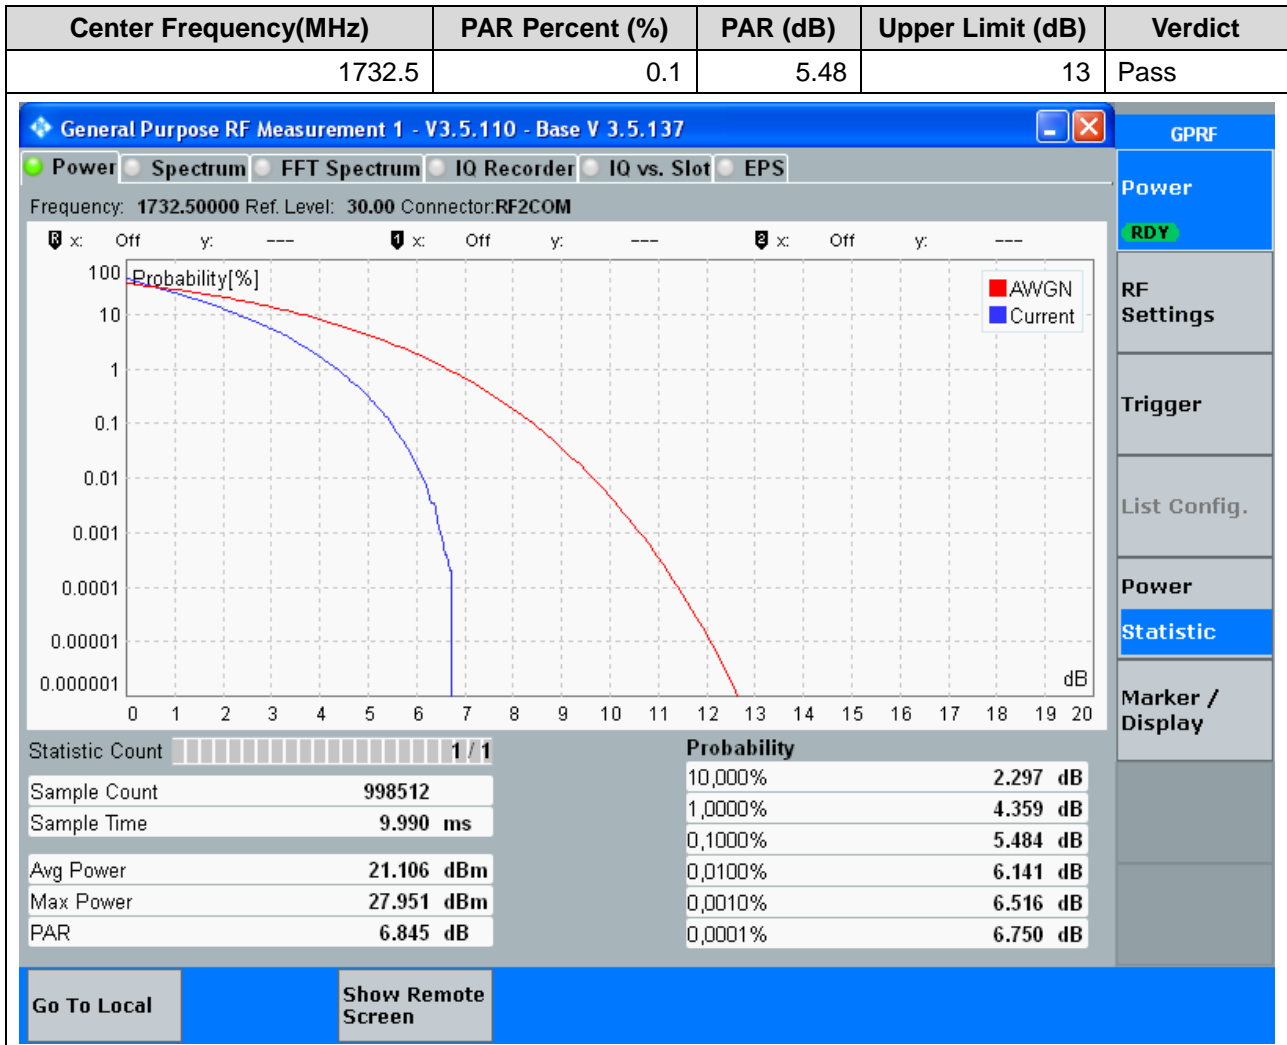 Center Frequency(MHz) PAR Percent (%) PAR (dB) Upper Limit (dB) Verdict
1732.5 0.1 5.48 13 Pass
General Purpose RF Measurement 1 - V3.5.110 - Base V 3.5.137
GPRF
Power Spectrum FFT Spectrum IQ Recorder IQ vs. Slot EPS
Power
RDY
Frequency: 1732.50000 Ref. Level: 30.00 Connector:RF2COM
R x: Off y: --- 1 x: Off y: --- 2 x: Off y: ---
Probability[%]
AWGN
Current
100
10
1
0.1
0.01
0.001
0.0001
0.00001
0.000001
dB
0 1 2 3 4 5 6 7 8 9 10 11 12 13 14 15 16 17 18 19 20
RF
Settings
Trigger
List Config.
Power
Statistic
Marker /
Display
Statistic Count 1 / 1
Sample Count 998512
Sample Time 9.990 ms
Avg Power 21.106 dBm
Max Power 27.951 dBm
PAR 6.845 dB
Probability
10,000% 2.297 dB
1,0000% 4.359 dB
0,1000% 5.484 dB
0,0100% 6.141 dB
0,0010% 6.516 dB
0,0001% 6.750 dB
Go To Local
Show Remote
Screen